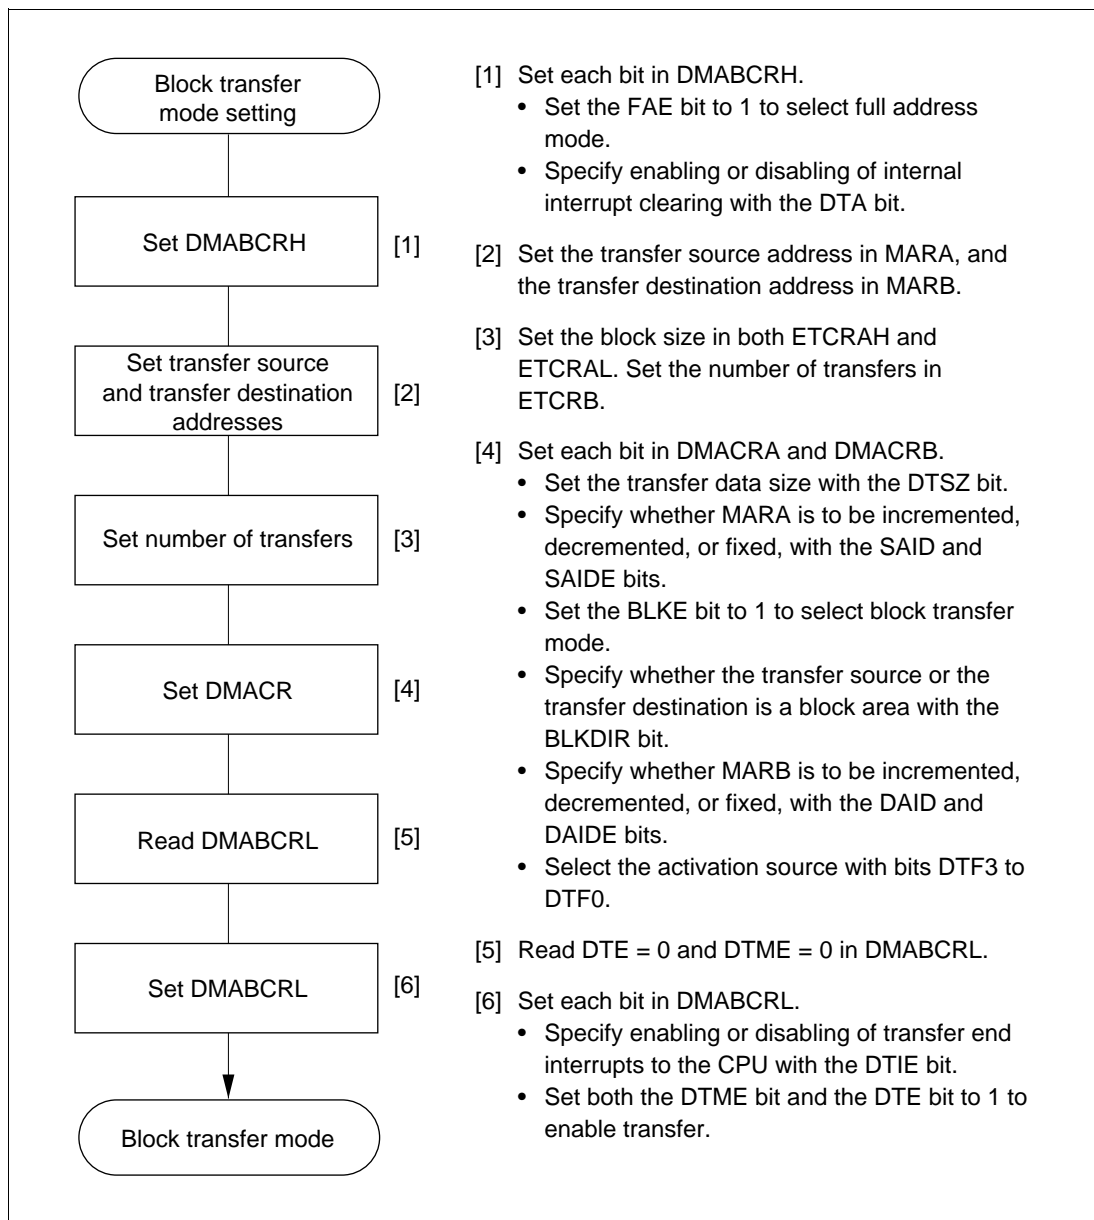 Block transfer
mode setting
Set DMABCRH
[1]
Set transfer source
and transfer destination
addresses
[2]
Set number of transfers
[3]
Set DMACR
[4]
Read DMABCRL
[5]
Set DMABCRL
[6]
Block transfer mode
[1] Set each bit in DMABCRH.
• Set the FAE bit to 1 to select full address
mode.
• Specify enabling or disabling of internal
interrupt clearing with the DTA bit.
[2] Set the transfer source address in MARA, and
the transfer destination address in MARB.
[3] Set the block size in both ETCRAH and
ETCRAL. Set the number of transfers in
ETCRB.
[4] Set each bit in DMACRA and DMACRB.
• Set the transfer data size with the DTSZ bit.
• Specify whether MARA is to be incremented,
decremented, or fixed, with the SAID and
SAIDE bits.
• Set the BLKE bit to 1 to select block transfer
mode.
• Specify whether the transfer source or the
transfer destination is a block area with the
BLKDIR bit.
• Specify whether MARB is to be incremented,
decremented, or fixed, with the DAID and
DAIDE bits.
• Select the activation source with bits DTF3 to
DTF0.
[5] Read DTE = 0 and DTME = 0 in DMABCRL.
[6] Set each bit in DMABCRL.
• Specify enabling or disabling of transfer end
interrupts to the CPU with the DTIE bit.
• Set both the DTME bit and the DTE bit to 1 to
enable transfer.